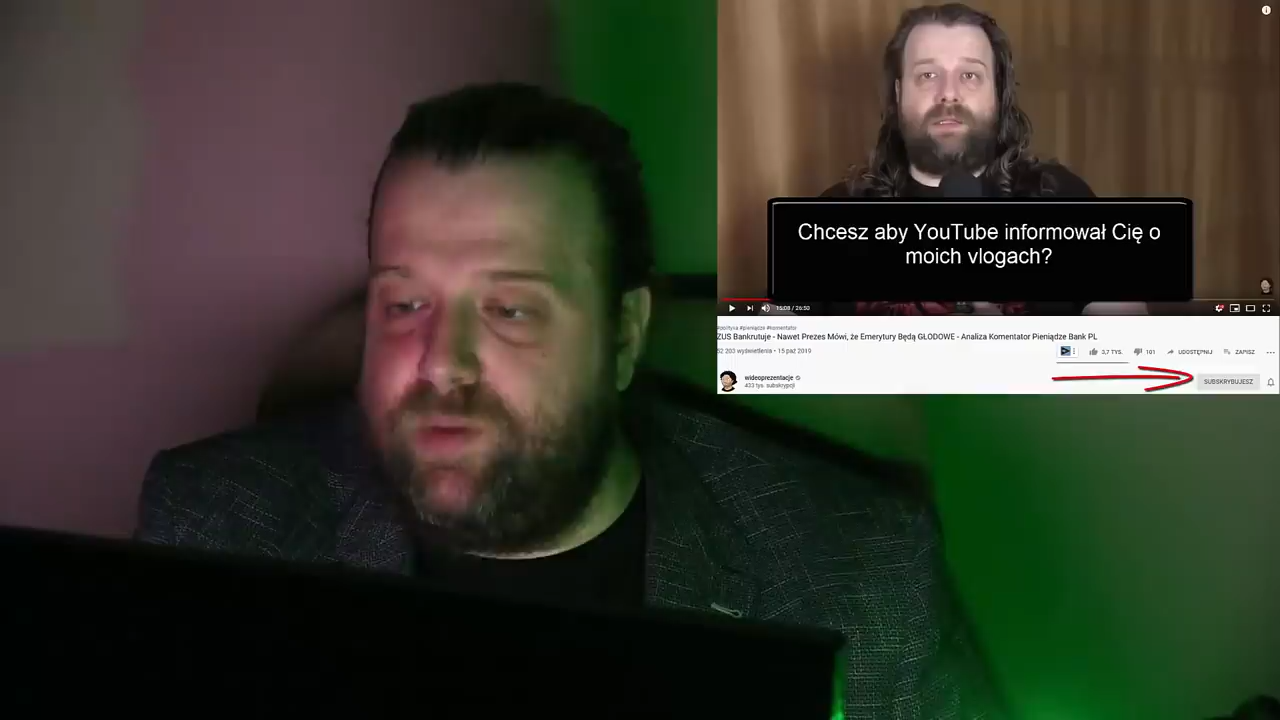 Chcesz aby YouTube informował Cię o
moich vlogach?
15:08 / 26:50
#polityka #pieniądze #komentator
ZUS Bankrutuje - Nawet Prezes Mówi, że Emerytury Będą GŁODOWE - Analiza Komentator Pieniądze Bank PL
52 203 wyświetlenia • 15 paź 2019
3,7 TYS.
101
UDOSTĘPNIJ
ZAPISZ
wideoprezentacje
433 tys. subskrypcji
SUBSKRYBUJESZ